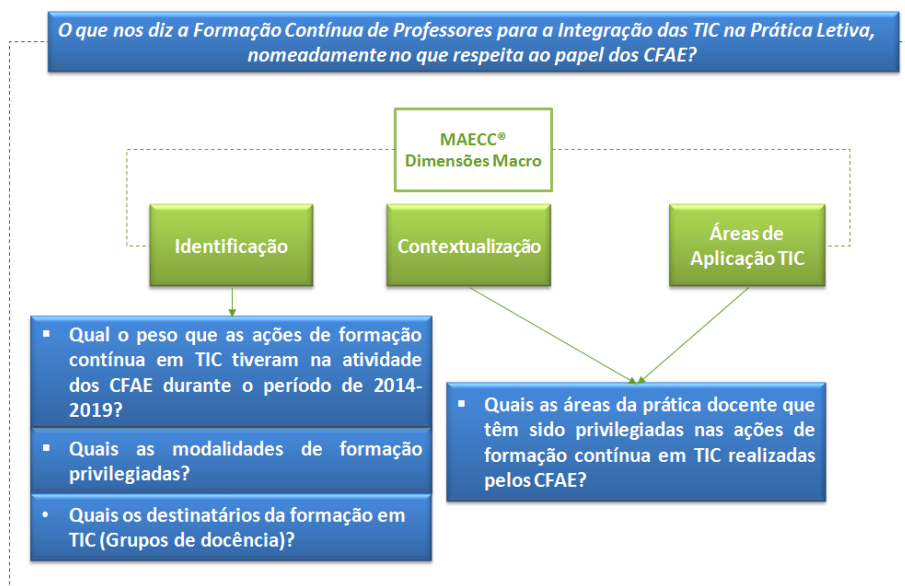 O que nos diz a Formação Contínua de Professores para a Integração das TIC na Prática Letiva,
nomeadamente no que respeita ao papel dos CFAE?
MAECC®
Dimensões Macro
Identificação
Contextualização
Áreas de
Aplicação TIC
▪ Qual o peso que as ações de formação
contínua em TIC tiveram na atividade
dos CFAE durante o período de 2014-
2019?
▪ Quais as modalidades de formação
privilegiadas?
• Quais os destinatários da formação em
TIC (Grupos de docência)?
▪ Quais as áreas da prática docente que
têm sido privilegiadas nas ações de
formação contínua em TIC realizadas
pelos CFAE?